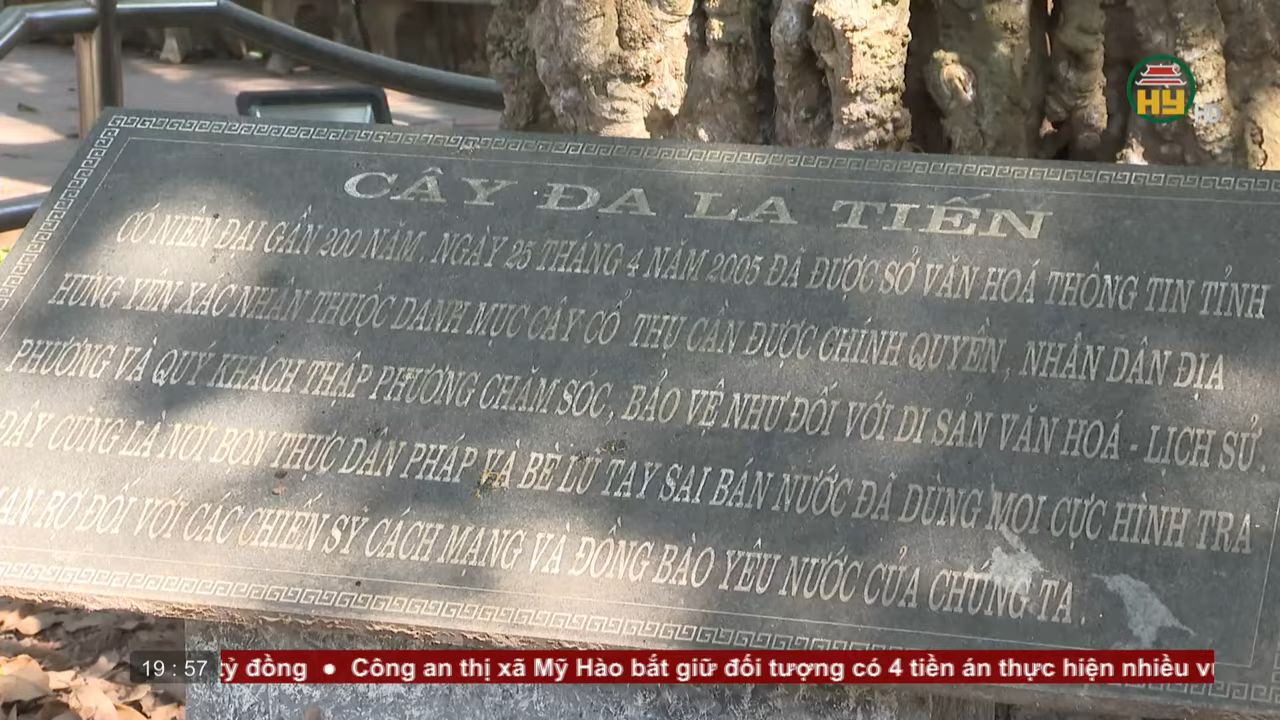 HY HD
CÂY ĐA LA TIẾN
CÓ NIÊN ĐẠI GẦN 200 NĂM, NGÀY 25 THÁNG 4 NĂM 2005 ĐÃ ĐƯỢC SỞ VĂN HOÁ THÔNG TIN TỈNH
HƯNG YÊN XÁC NHẬN THUỘC DANH MỤC CÂY CỔ THỤ CẦN ĐƯỢC CHÍNH QUYỀN, NHÂN DÂN ĐỊA
PHƯƠNG VÀ QUÝ KHÁCH THẬP PHƯƠNG CHĂM SÓC, BẢO VỆ NHƯ ĐỐI VỚI DI SẢN VĂN HOÁ - LỊCH SỬ.
ĐÂY CŨNG LÀ NƠI BỌN THỰC DÂN PHÁP VÀ BÈ LŨ TAY SAI BÁN NƯỚC ĐÃ DÙNG MỌI CỰC HÌNH TRA
MAN RỢ ĐỐI VỚI CÁC CHIẾN SỸ CÁCH MẠNG VÀ ĐỒNG BÀO YÊU NƯỚC CỦA CHÚNG TA.
19 : 57 tỷ đồng ● Công an thị xã Mỹ Hào bắt giữ đối tượng có 4 tiền án thực hiện nhiều